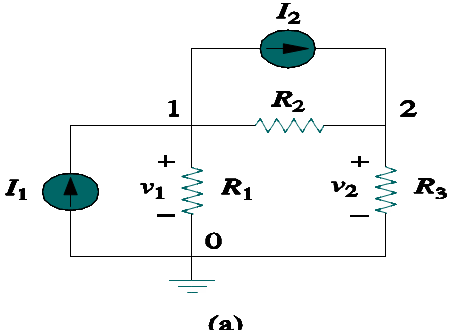 I2
R2
1
2
+
+
I1
v1
R1
v2
R3
−
−
0
(a)